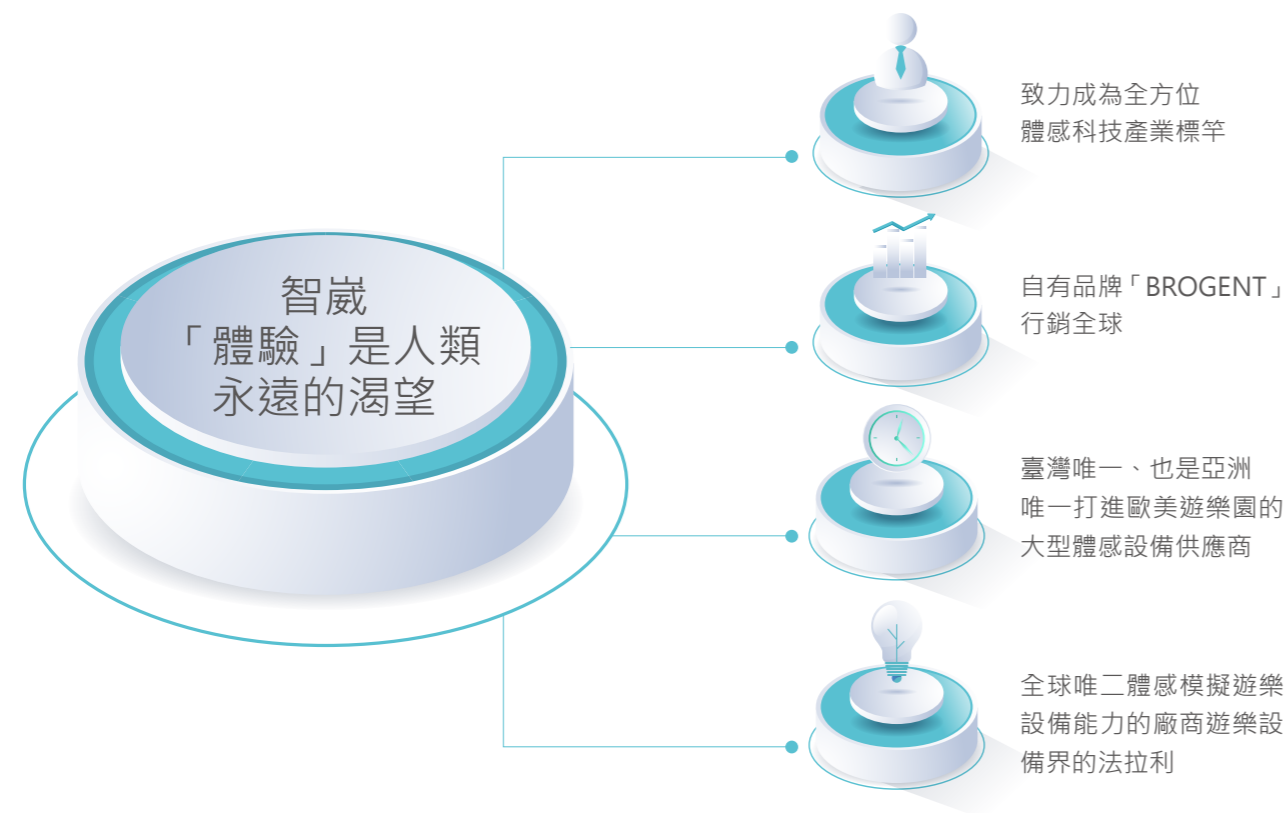 智崴
「體驗」是人類
永遠的渴望
致力成為全方位
體感科技產業標竿
自有品牌「BROGENT」
行銷全球
臺灣唯一、也是亞洲
唯一打進歐美遊樂園的
大型體感設備供應商
全球唯二體感模擬遊樂
設備能力的廠商遊樂設
備界的法拉利